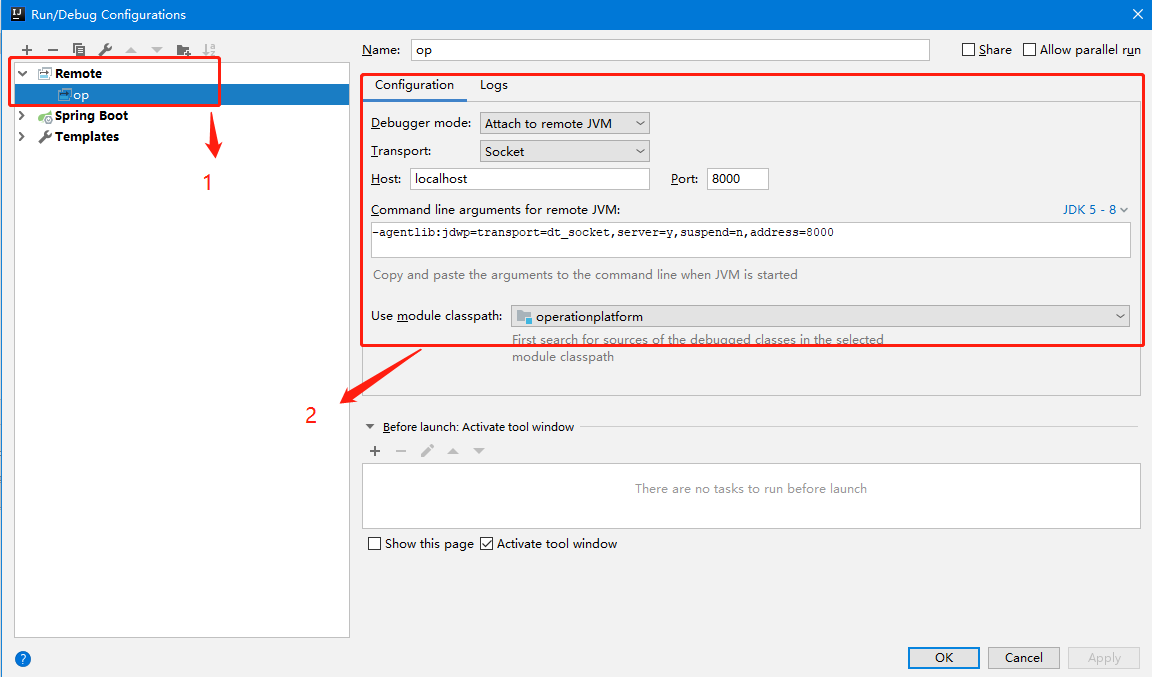 IJ Run/Debug Configurations
Name: op Share Allow parallel run
Remote
op
Spring Boot
Templates
1
Configuration Logs
Debugger mode: Attach to remote JVM
Transport: Socket
Host: localhost Port: 8000
Command line arguments for remote JVM: JDK 5 - 8
-agentlib:jdwp=transport=dt_socket,server=y,suspend=n,address=8000
Copy and paste the arguments to the command line when JVM is started
Use module classpath: operationplatform
First search for sources of the debugged classes in the selected
module classpath
2
Before launch: Activate tool window
There are no tasks to run before launch
Show this page Activate tool window
? OK Cancel Apply